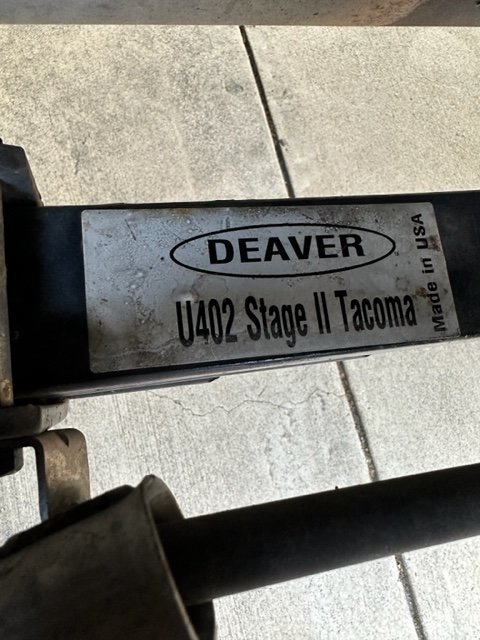 DEAVER
U402 Stage II Tacoma
Made in USA